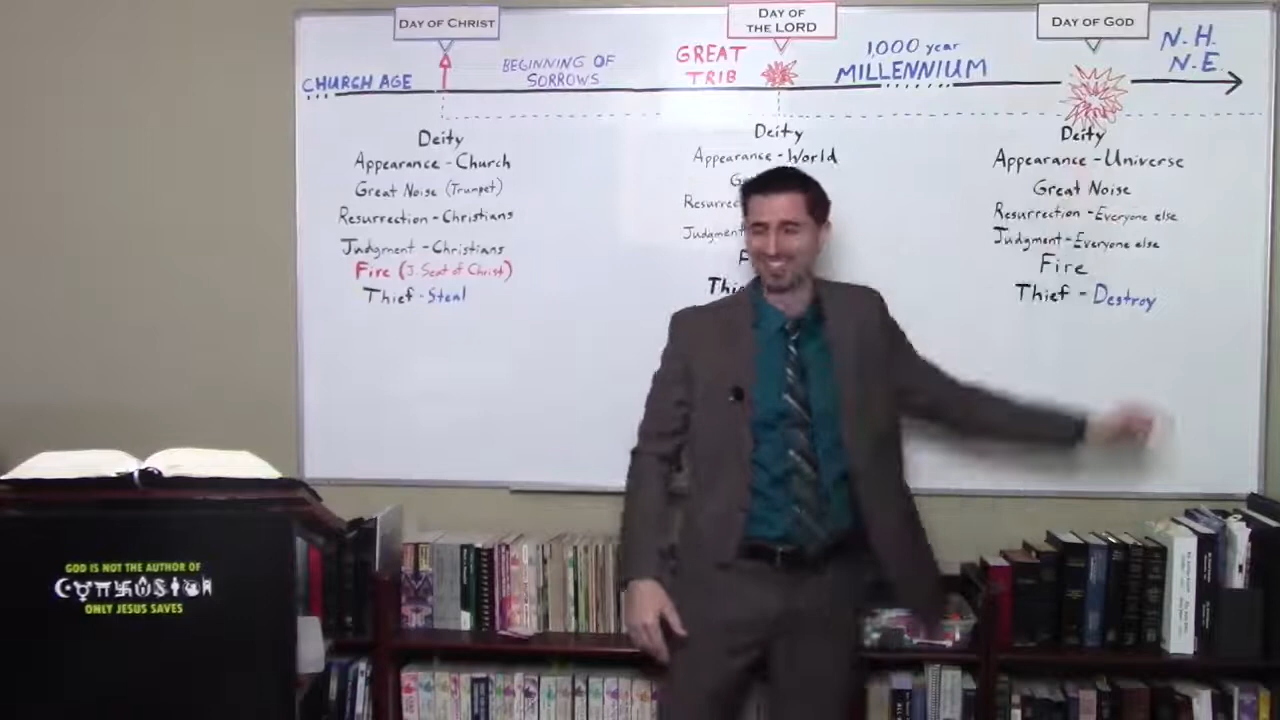 DAY OF CHRIST
DAY OF
THE LORD
DAY OF GOD
CHURCH AGE
BEGINNING OF
SORROWS
GREAT
TRIB
1,000 year
MILLENNIUM
N.H.
N.E.
Deity
Appearance - Church
Great Noise (Trumpet)
Resurrection - Christians
Judgment - Christians
Fire (J. Seat of Christ)
Thief - Steal
Deity
Appearance - World
Judgment
Deity
Appearance - Universe
Great Noise
Resurrection - Everyone else
Judgment - Everyone else
Fire
Thief - Destroy
GOD IS NOT THE AUTHOR OF
ONLY JESUS SAVES